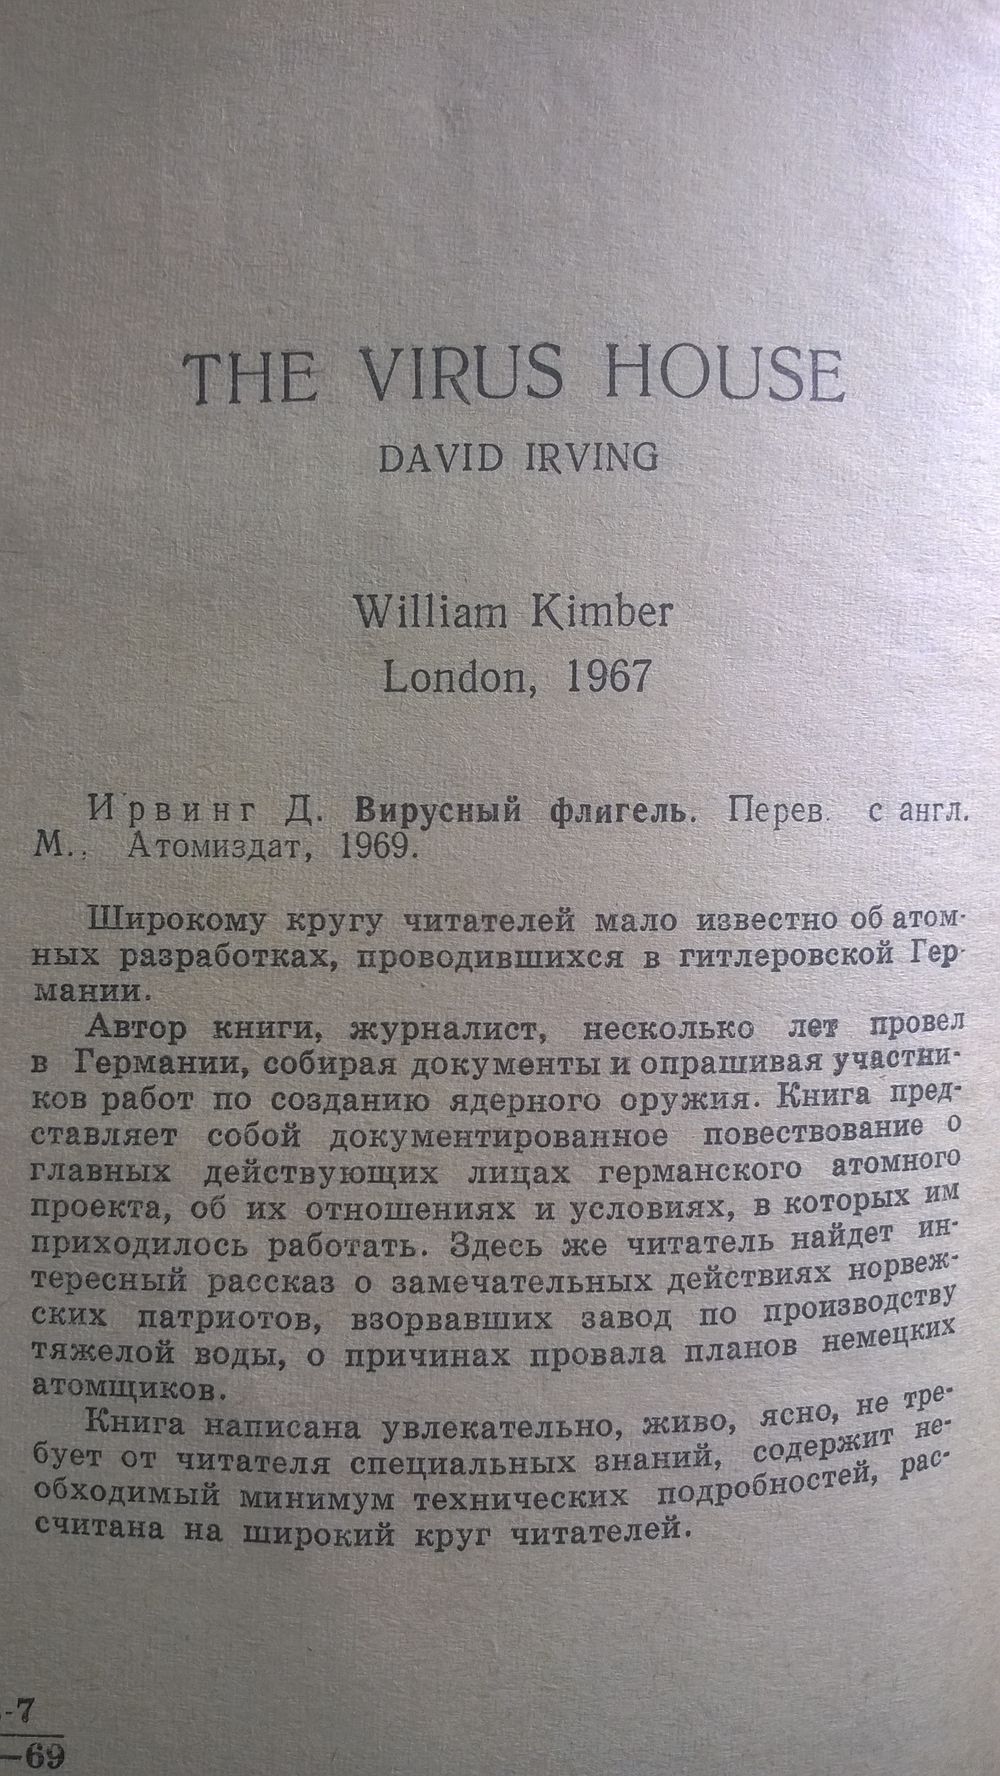 THE VIRUS HOUSE
DAVID IRVING
William Kimber
London, 1967
Ирвинг Д. Вирусный флигель. Перев. с англ.
М., Атомиздат, 1969.
Широкому кругу читателей мало известно об атом-
ных разработках, проводившихся в гитлеровской Гер-
мании.
Автор книги, журналист, несколько лет провел
в Германии, собирая документы и опрашивая участни-
ков работ по созданию ядерного оружия. Книга пред-
ставляет собой документированное повествование о
главных действующих лицах германского атомного
проекта, об их отношениях и условиях, в которых им
приходилось работать. Здесь же читатель найдет ин-
тересный рассказ о замечательных действиях норвеж-
ских патриотов, взорвавших завод по производству
тяжелой воды, о причинах провала планов немецких
атомщиков.
Книга написана увлекательно, живо, ясно, не тре-
бует от читателя специальных знаний, содержит не-
обходимый минимум технических подробностей, рас-
считана на широкий круг читателей.
-7
—69